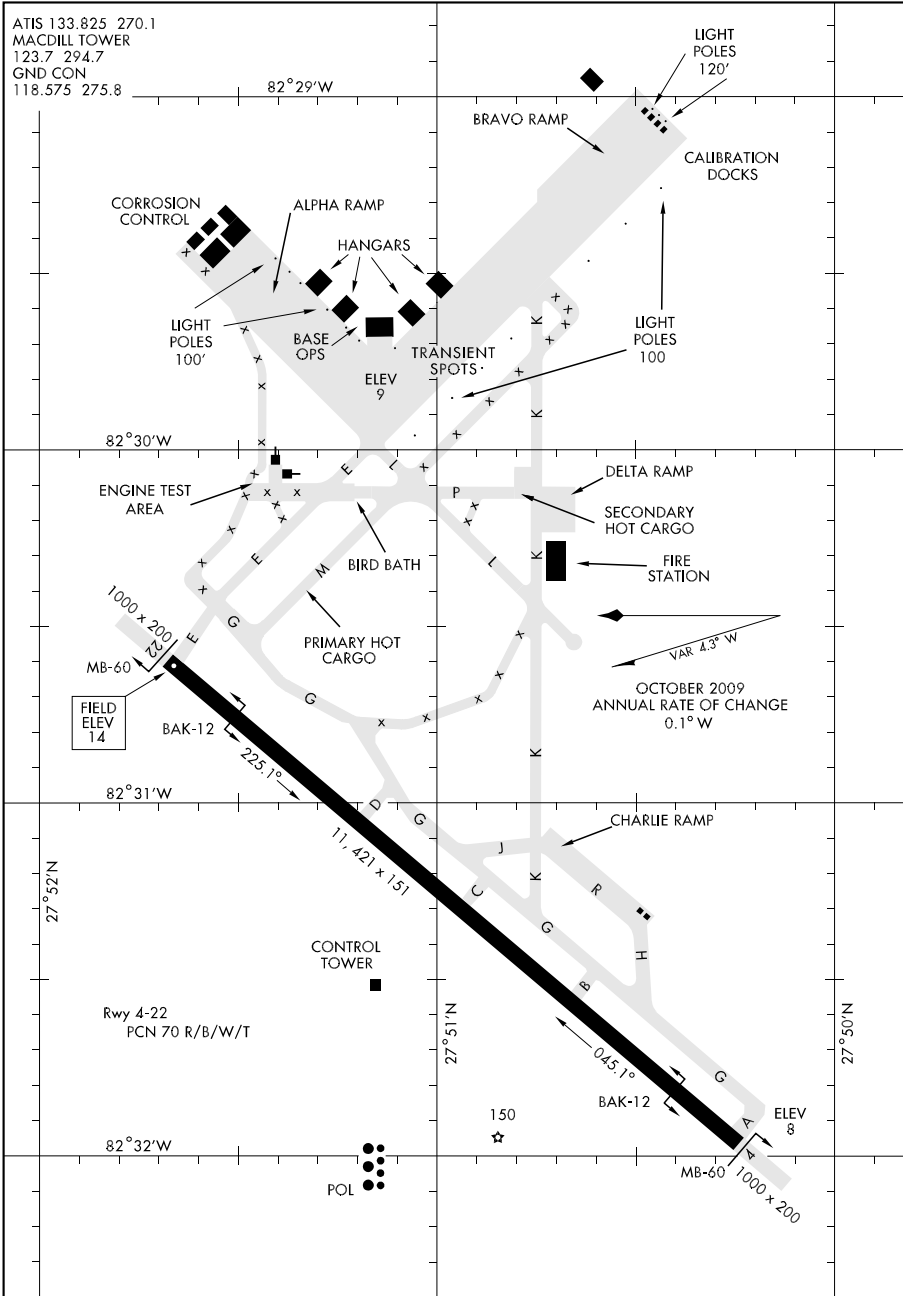 ATIS 133.825 270.1
MACDILL TOWER
123.7 294.7
GND CON
118.575 275.8
82°29'W
LIGHT
POLES
120'
BRAVO RAMP
CALIBRATION
DOCKS
CORROSION
CONTROL
ALPHA RAMP
HANGARS
LIGHT
POLES
100'
BASE
OPS
TRANSIENT
SPOTS
ELEV
9
LIGHT
POLES
100
K
K
82°30'W
E
L
ENGINE TEST
AREA
P
DELTA RAMP
SECONDARY
HOT CARGO
BIRD BATH
E
M
L
K
FIRE
STATION
1000 x 200
22
E
G
PRIMARY HOT
CARGO
VAR 4.3° W
MB-60
FIELD
ELEV
14
G
OCTOBER 2009
ANNUAL RATE OF CHANGE
0.1° W
BAK-12
225.1°
K
82°31'W
D
G
CHARLIE RAMP
11, 421 x 151
J
K
C
R
27°52'N
G
H
CONTROL
TOWER
B
Rwy 4-22
PCN 70 R/B/W/T
27°51'N
27°50'N
045.1°
G
BAK-12
150
A
ELEV
8
82°32'W
4
MB-60
1000 x 200
POL